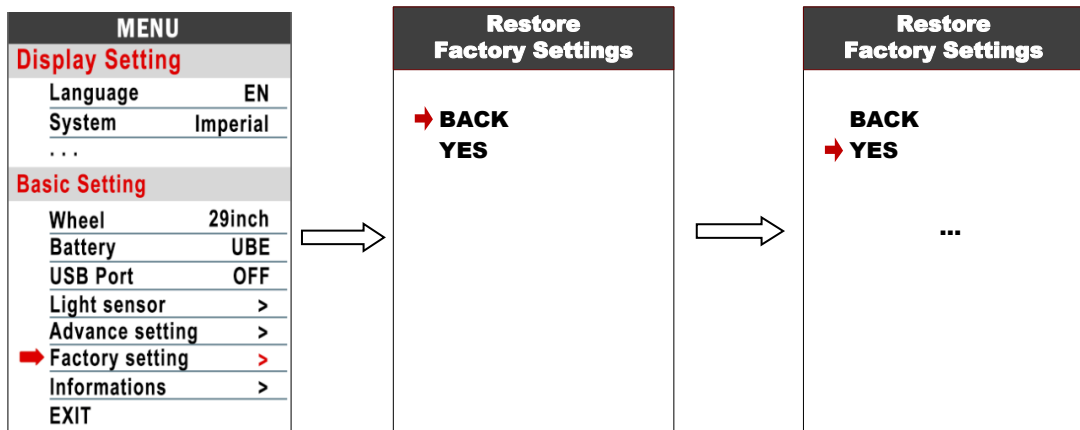 MENU
Display Setting
Language EN
System Imperial
...
Basic Setting
Wheel 29inch
Battery UBE
USB Port OFF
Light sensor >
Advance setting >
Factory setting >
Informations >
EXIT
Restore
Factory Settings
BACK
YES
Restore
Factory Settings
BACK
YES
...